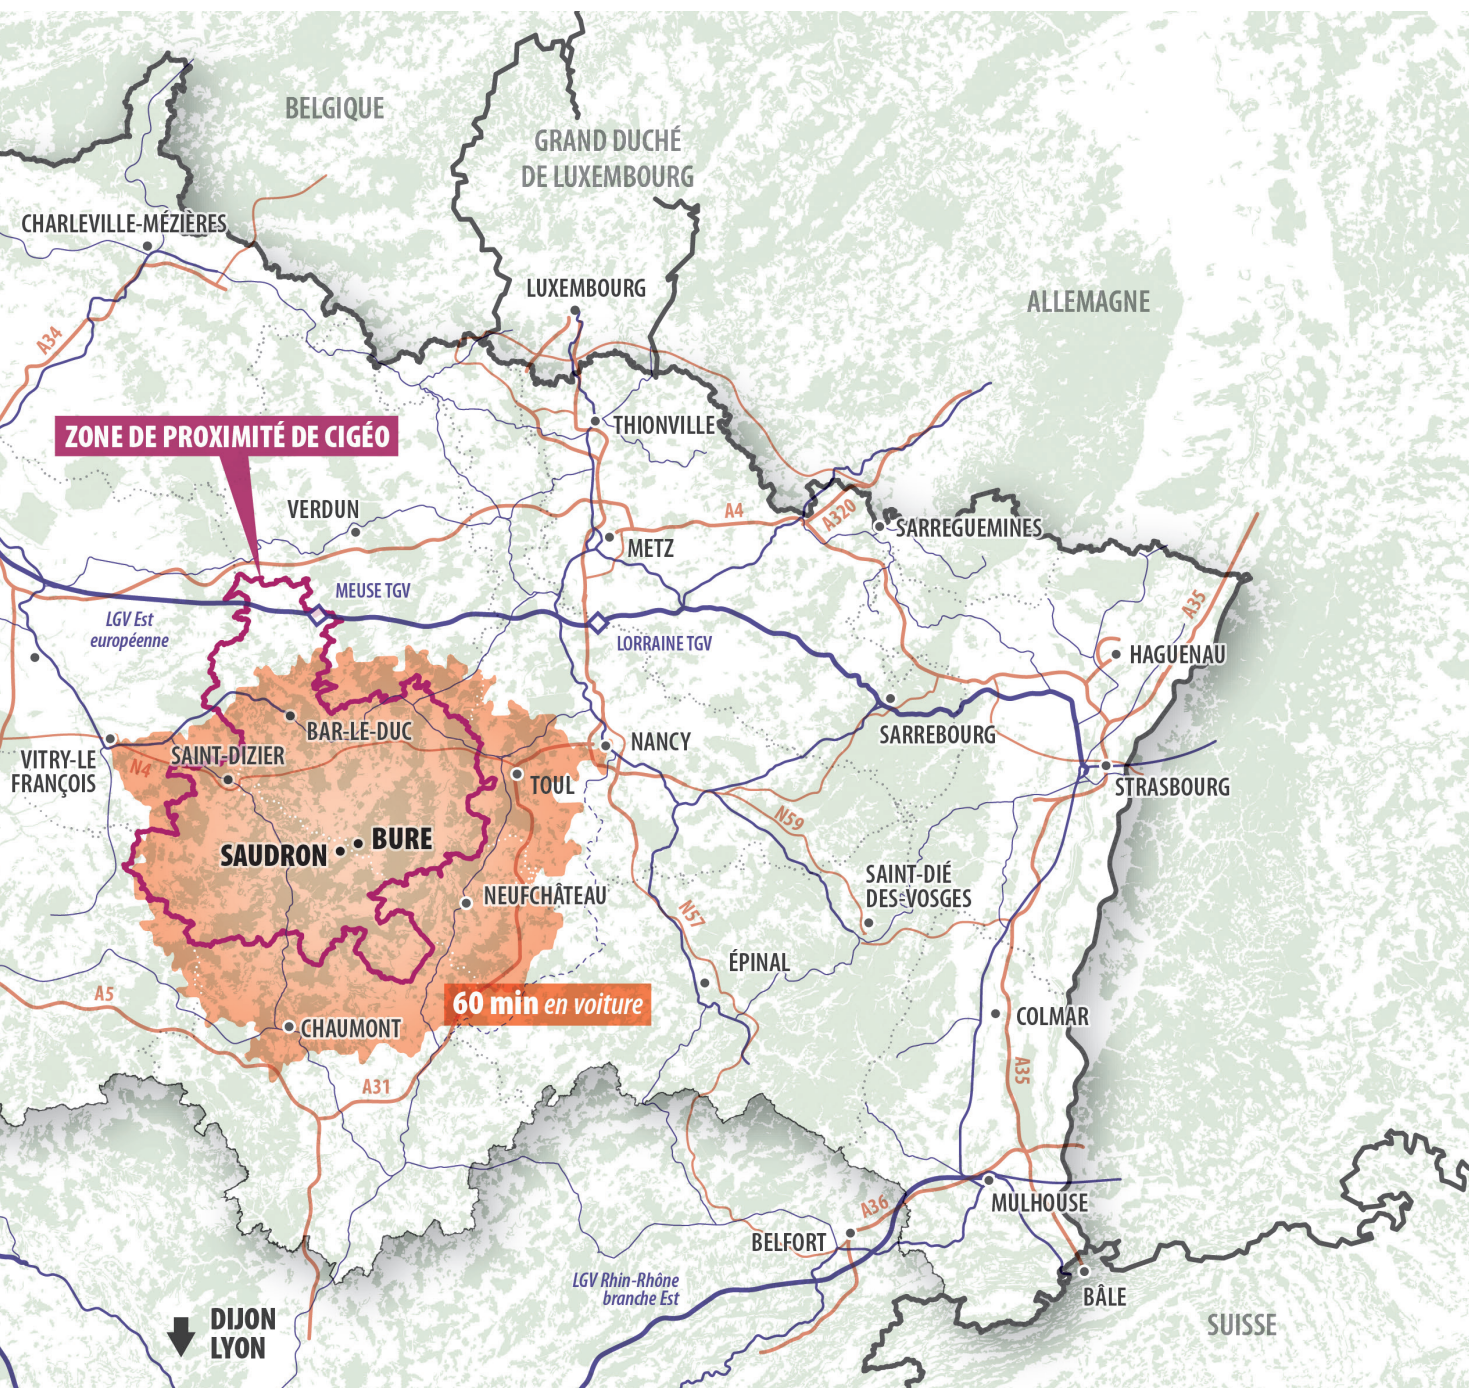 BELGIQUE
GRAND DUCHÉ
DE LUXEMBOURG
CHARLEVILLE-MÉZIÈRES
LUXEMBOURG
ALLEMAGNE
A34
ZONE DE PROXIMITÉ DE CIGÉO
THIONVILLE
VERDUN
A4
A320
SARREGUEMINES
METZ
MEUSE TGV
LGV Est
européenne
LORRAINE TGV
A35
HAGUENAU
BAR-LE-DUC
SARREBOURG
NANCY
VITRY-LE
FRANÇOIS
N4
SAINT-DIZIER
TOUL
STRASBOURG
N59
BURE
SAUDRON
SAINT-DIÉ
DES-VOSGES
NEUFCHÂTEAU
N57
ÉPINAL
A5
60 min en voiture
CHAUMONT
COLMAR
A35
A31
MULHOUSE
A36
BELFORT
LGV Rhin-Rhône
branche Est
BÂLE
SUISSE
DIJON
LYON